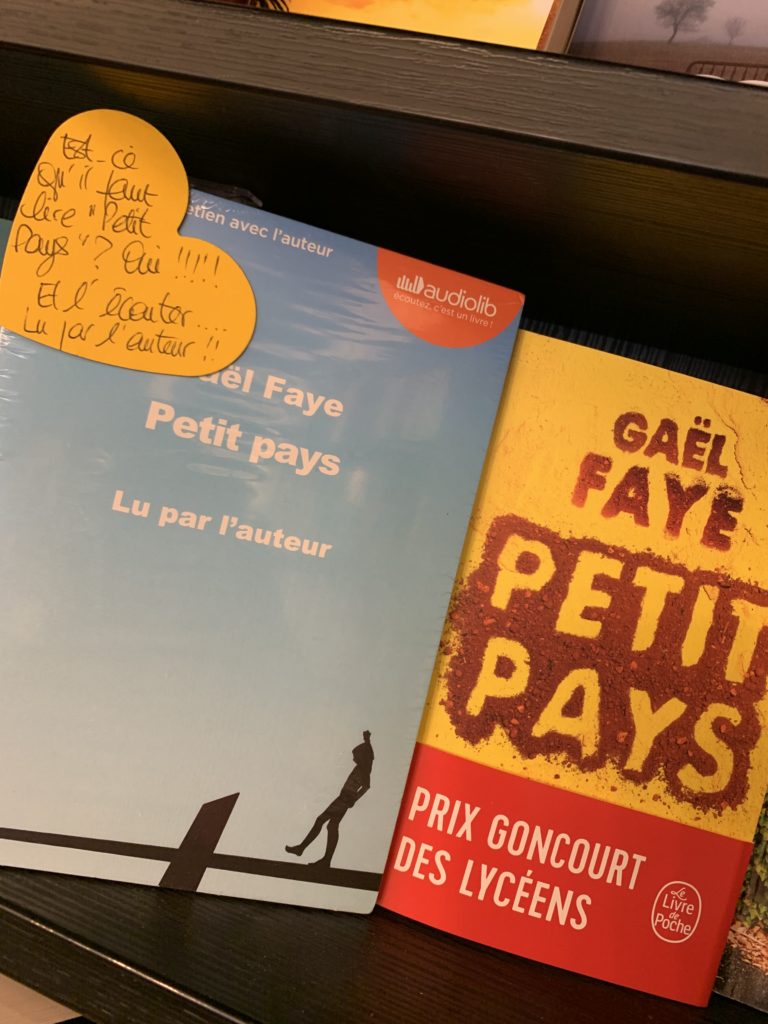 Est-ce
qu'il faut
lire "Petit
Pays"? Oui !!!!!
Et l'écouter....
Lu par l'auteur !!
etien avec l'auteur
audiolib
écoutez, c'est un livre !
aël Faye
Petit pays
Lu par l'auteur
GAËL
FAYE
PETIT
PAYS
PRIX GONCOURT
DES LYCÉENS
Le
Livre
de
Poche